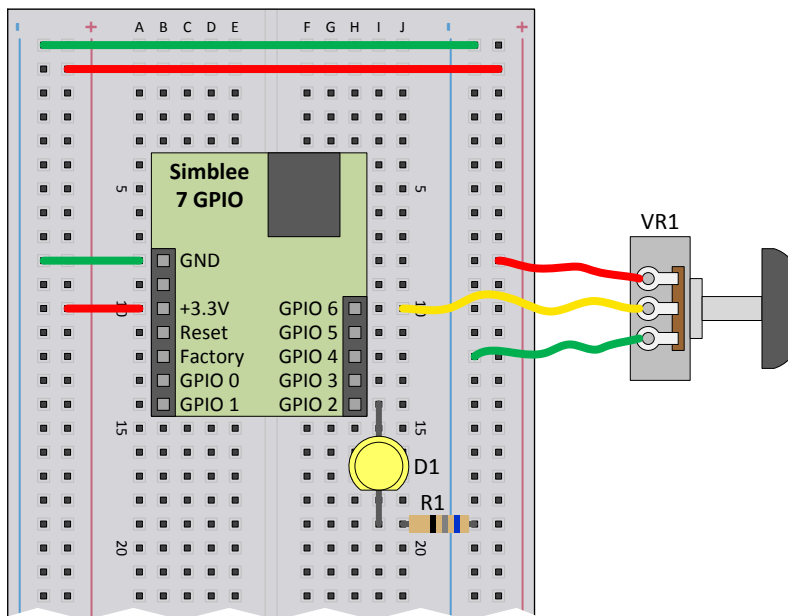 - + A B C D E F G H I J - +
Simblee
7 GPIO
5 5
VR1
GND
10 +3.3V GPIO 6 10
Reset GPIO 5
Factory GPIO 4
GPIO 0 GPIO 3
GPIO 1 GPIO 2
15 15
D1
R1
20 20